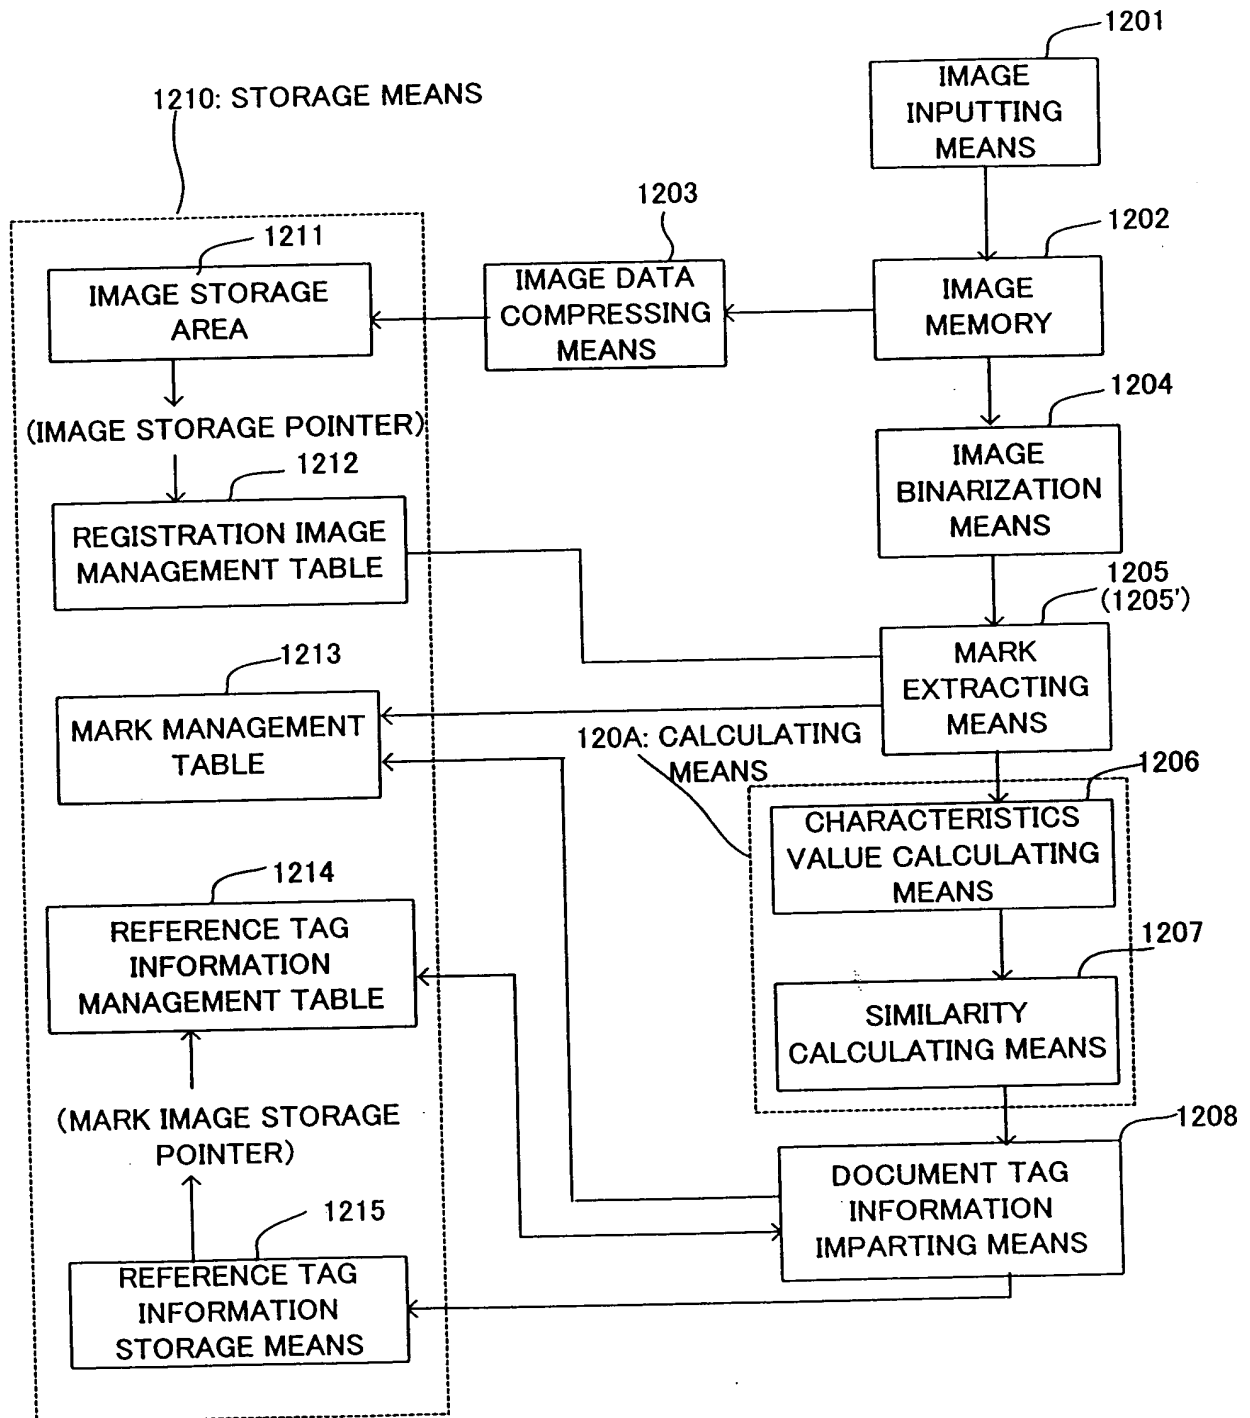 1201
IMAGE
INPUTTING
MEANS
1210: STORAGE MEANS
1203
1202
1211
IMAGE STORAGE
AREA
IMAGE DATA
COMPRESSING
MEANS
IMAGE
MEMORY
(IMAGE STORAGE POINTER)
1204
IMAGE
BINARIZATION
MEANS
1212
REGISTRATION IMAGE
MANAGEMENT TABLE
1205
(1205')
MARK
EXTRACTING
MEANS
1213
MARK MANAGEMENT
TABLE
120A: CALCULATING
MEANS
1206
CHARACTERISTICS
VALUE CALCULATING
MEANS
1214
REFERENCE TAG
INFORMATION
MANAGEMENT TABLE
1207
SIMILARITY
CALCULATING MEANS
(MARK IMAGE STORAGE
POINTER)
1208
DOCUMENT TAG
INFORMATION
IMPARTING MEANS
1215
REFERENCE TAG
INFORMATION
STORAGE MEANS